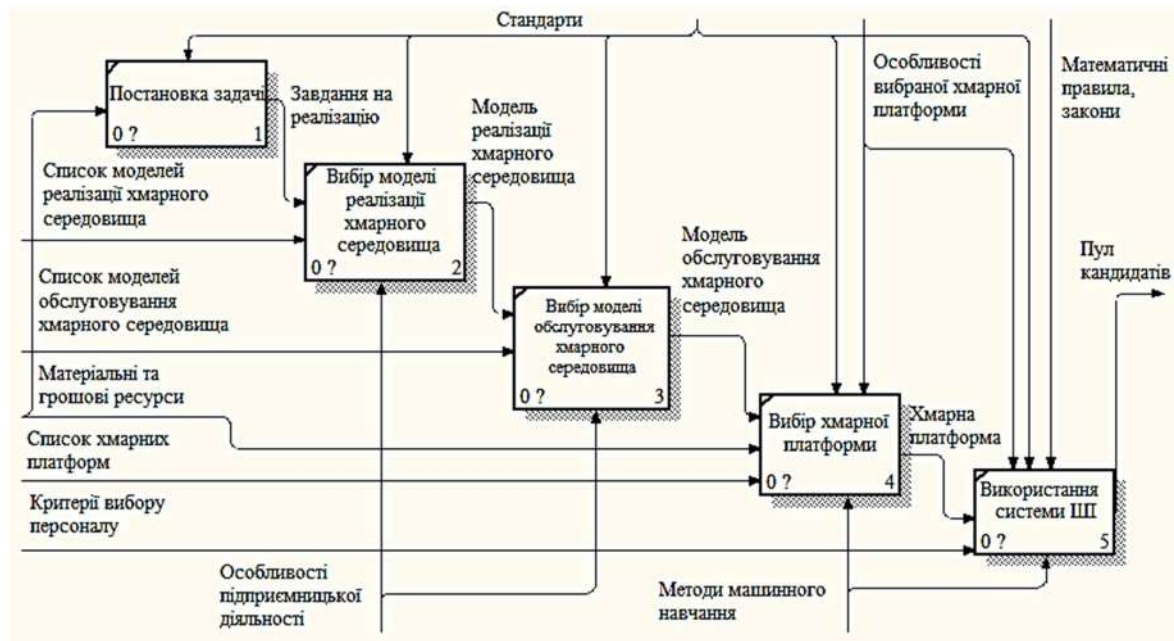 Стандарти
Постановка задачі
0 ?
1
Завдання на
реалізацію
Модель
реалізації
хмарного
середовища
Особливості
вибраної хмарної
платформи
Математичні
правила,
закони
Список моделей
реалізації хмарного
середовища
Вибір моделі
реалізації
хмарного
середовища
0 ?
2
Модель
обслуговування
хмарного
середовища
Пул
кандидатів
Список моделей
обслуговування
хмарного середовища
Вибір моделі
обслуговування
хмарного
середовища
0 ?
3
Матеріальні та
грошові ресурси
Вибір хмарної
платформи
0 ?
4
Хмарна
платформа
Список хмарних
платформ
Використання
системи ШІ
0 ?
5
Критерії вибору
персоналу
Особливості
підприємницької
діяльності
Методи машинного
навчання